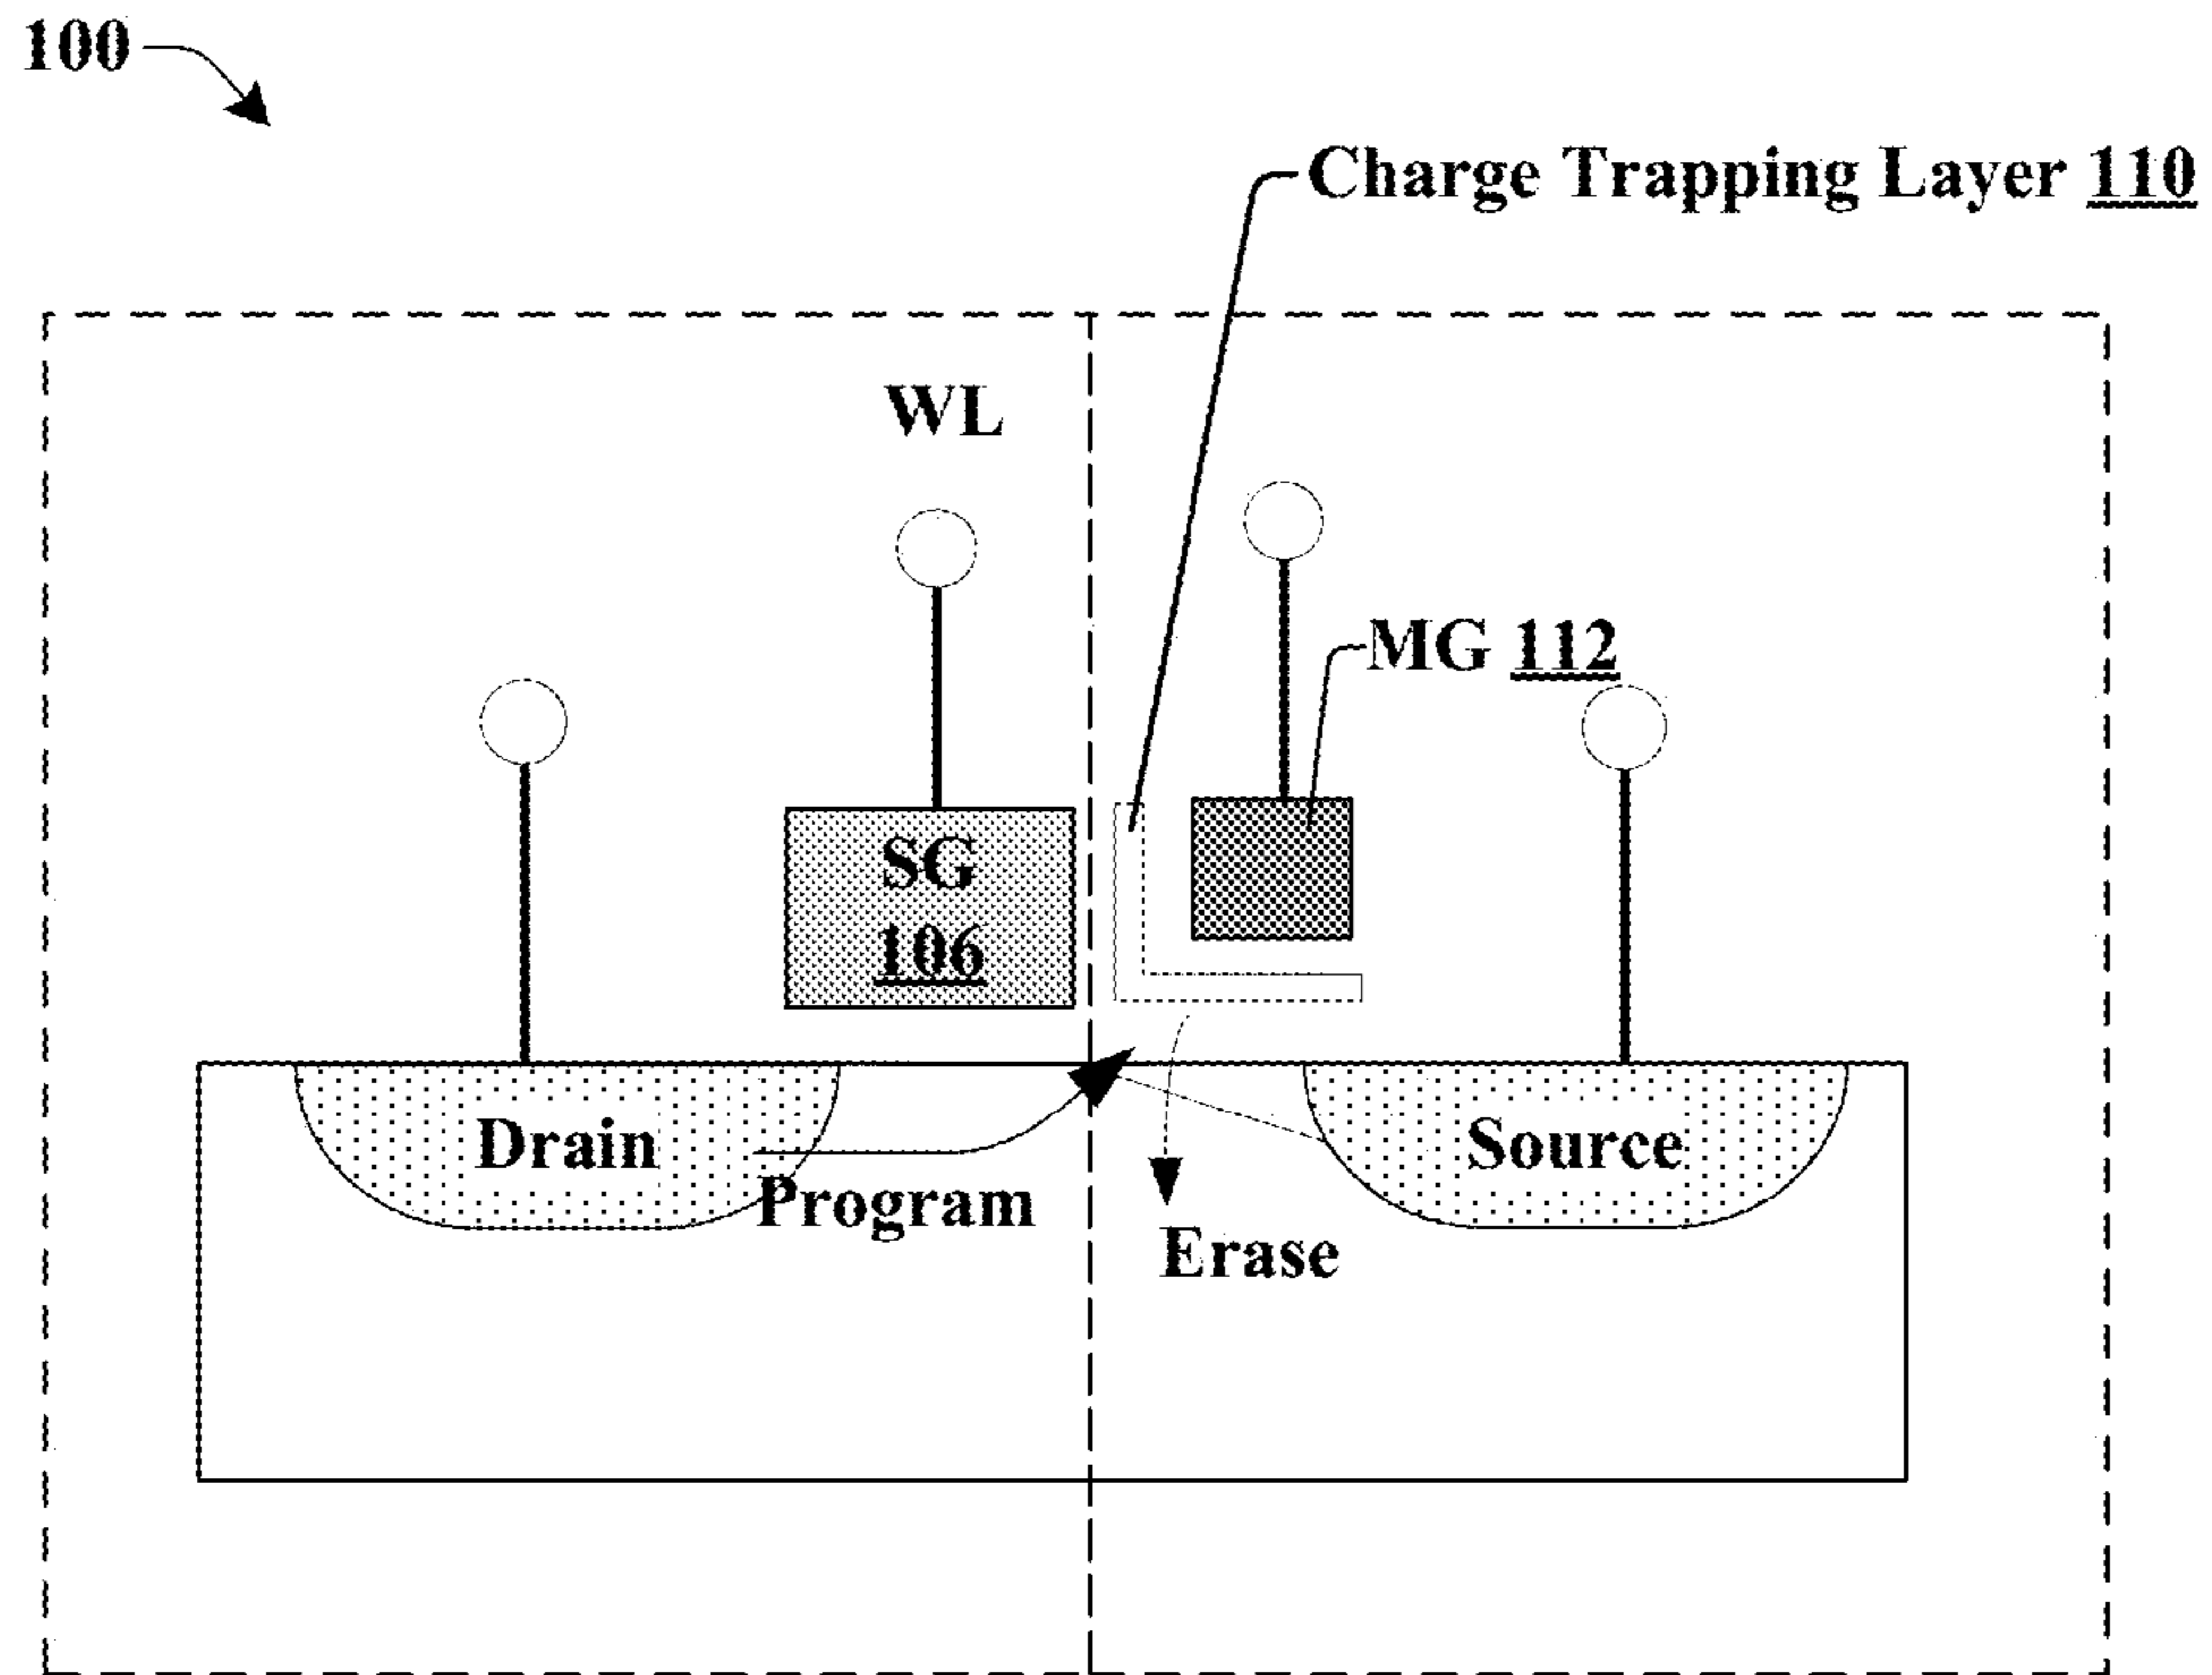 100
Charge Trapping Layer 110
WL
MG 112
SG
106
Drain
Source
Program
Erase